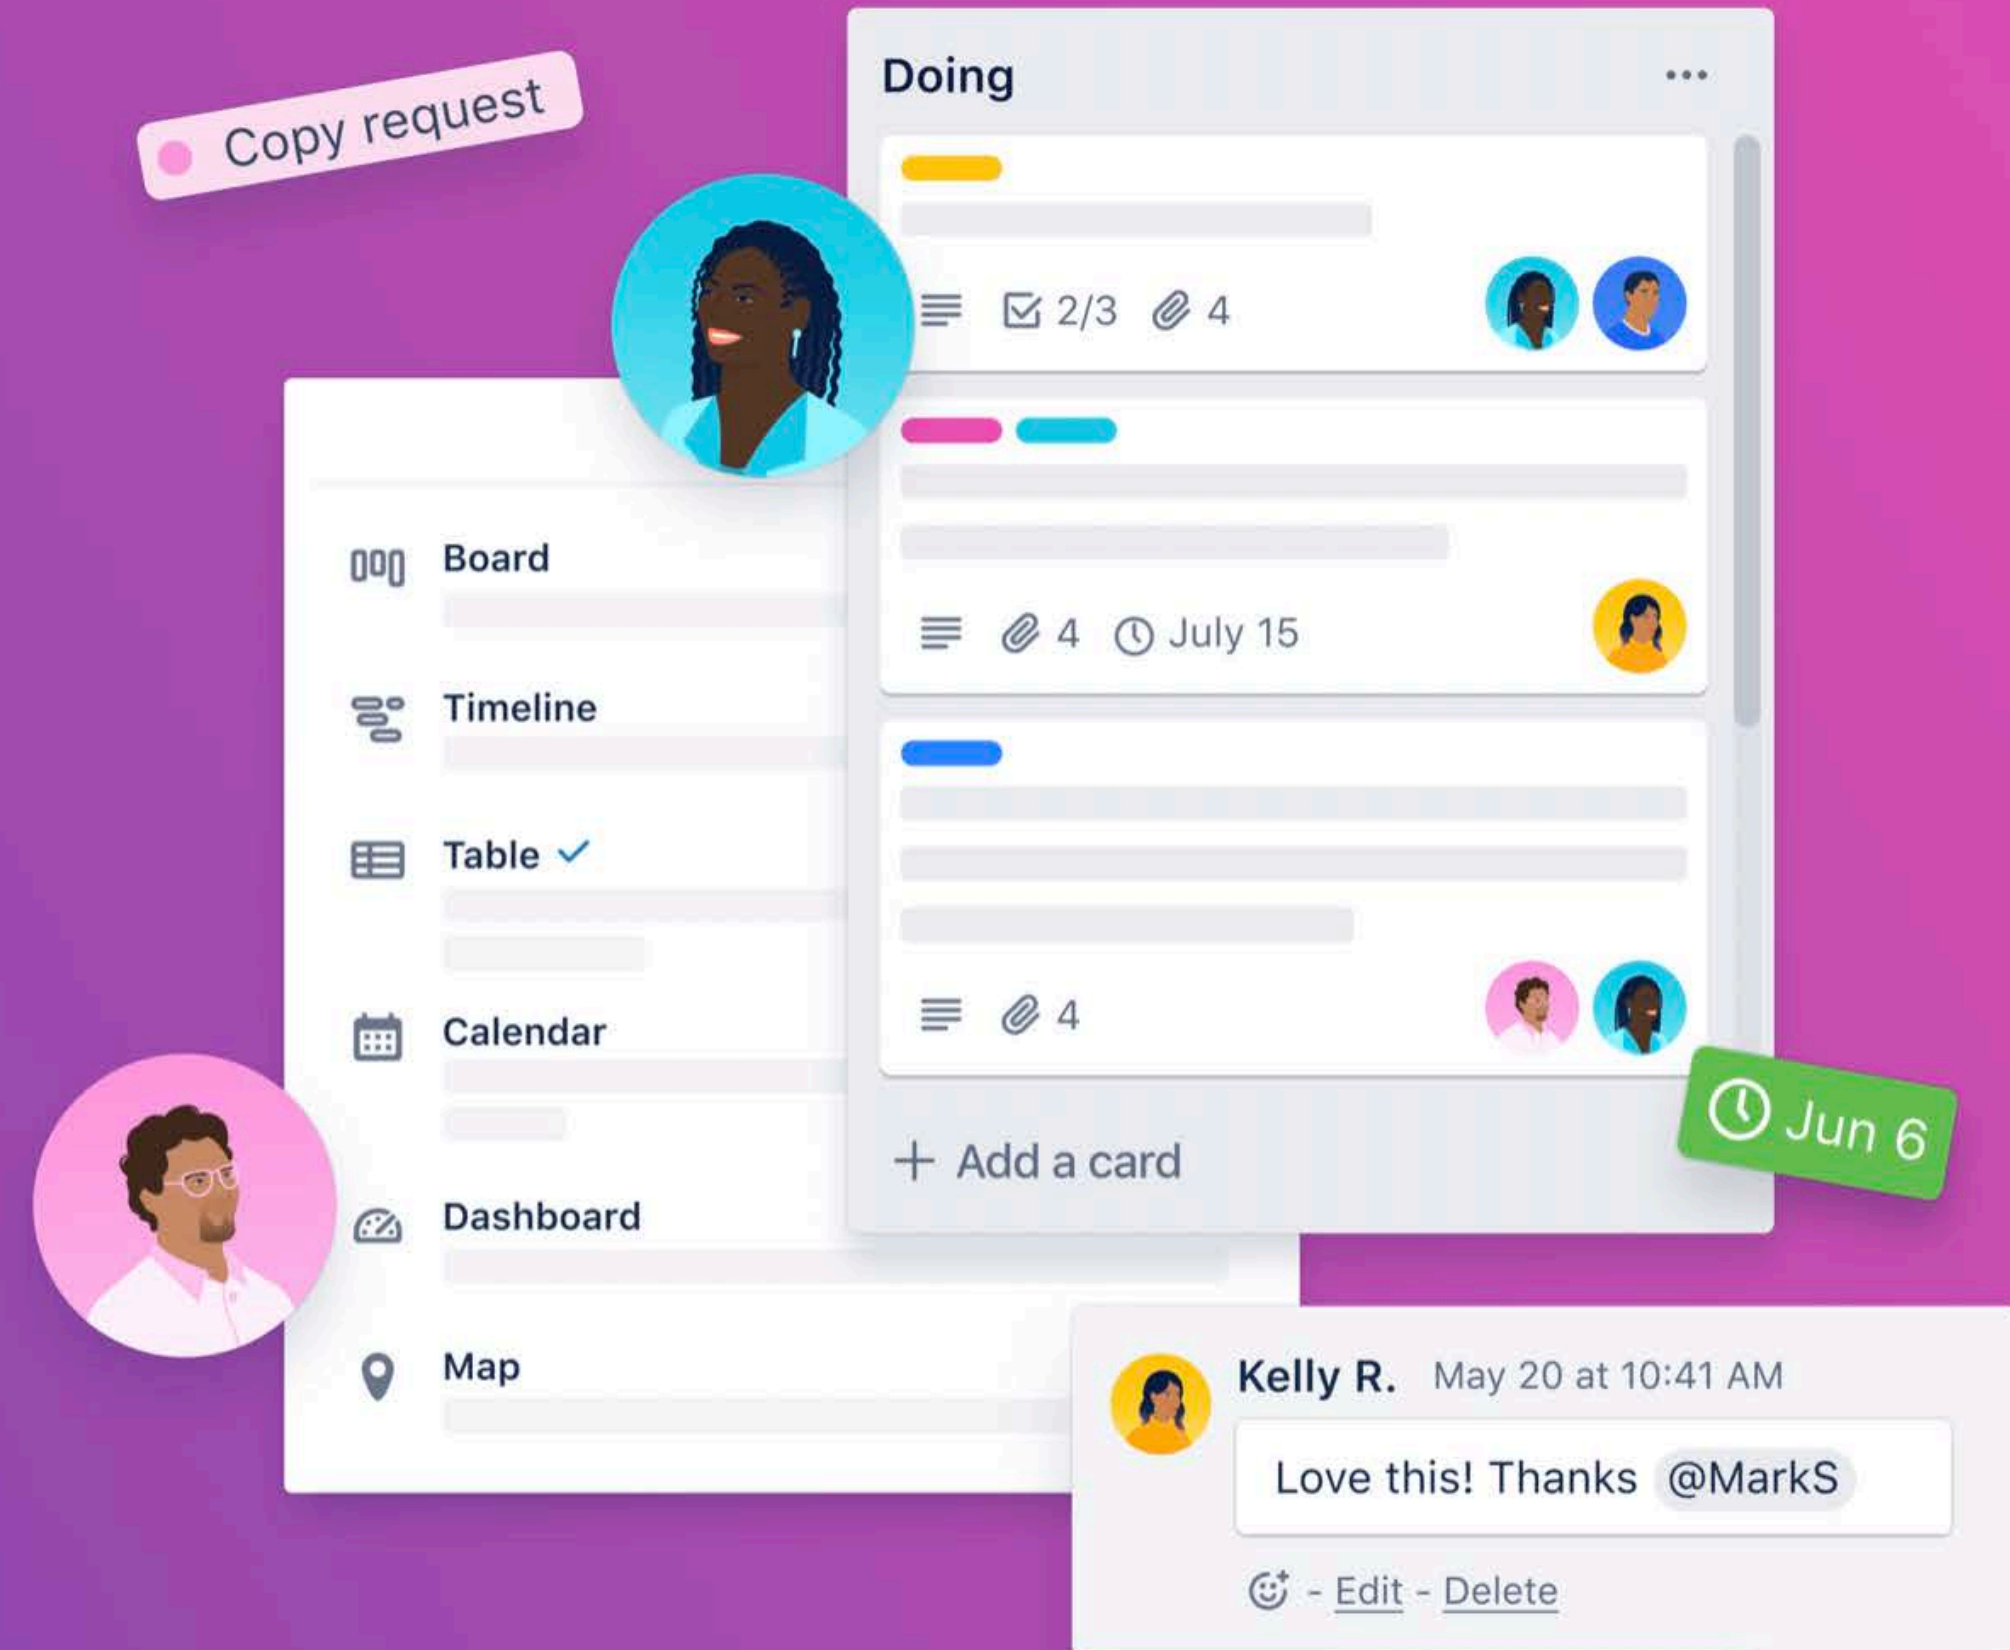 Copy request
Doing
2/3 4
4 July 15
4
+ Add a card
Jun 6
Board
Timeline
Table
Calendar
Dashboard
Map
Kelly R. May 20 at 10:41 AM
Love this! Thanks @MarkS
- Edit - Delete